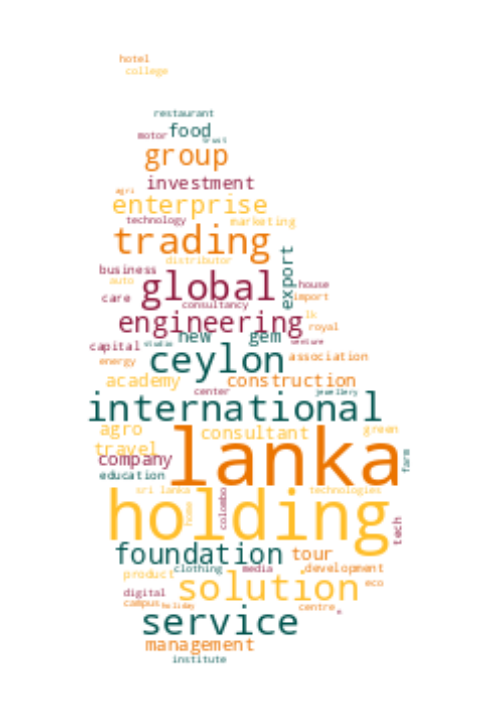 hotel
college
restaurant
motor food
trust
group
investment
agri
enterprise
technology marketing
trading
distributor
business
export
auto
global house
care import
consultancy
engineering lk
royal
new gem
capital studio venture
ceylon association
energy
academy construction
center jewellery
international
agro consultant green
travel lanka
company farm
education
sri lanka technologies
holding
home colombo
tech
foundation tour
clothing media development
product
solution eco
digital
campus holiday centre
service
management
institute